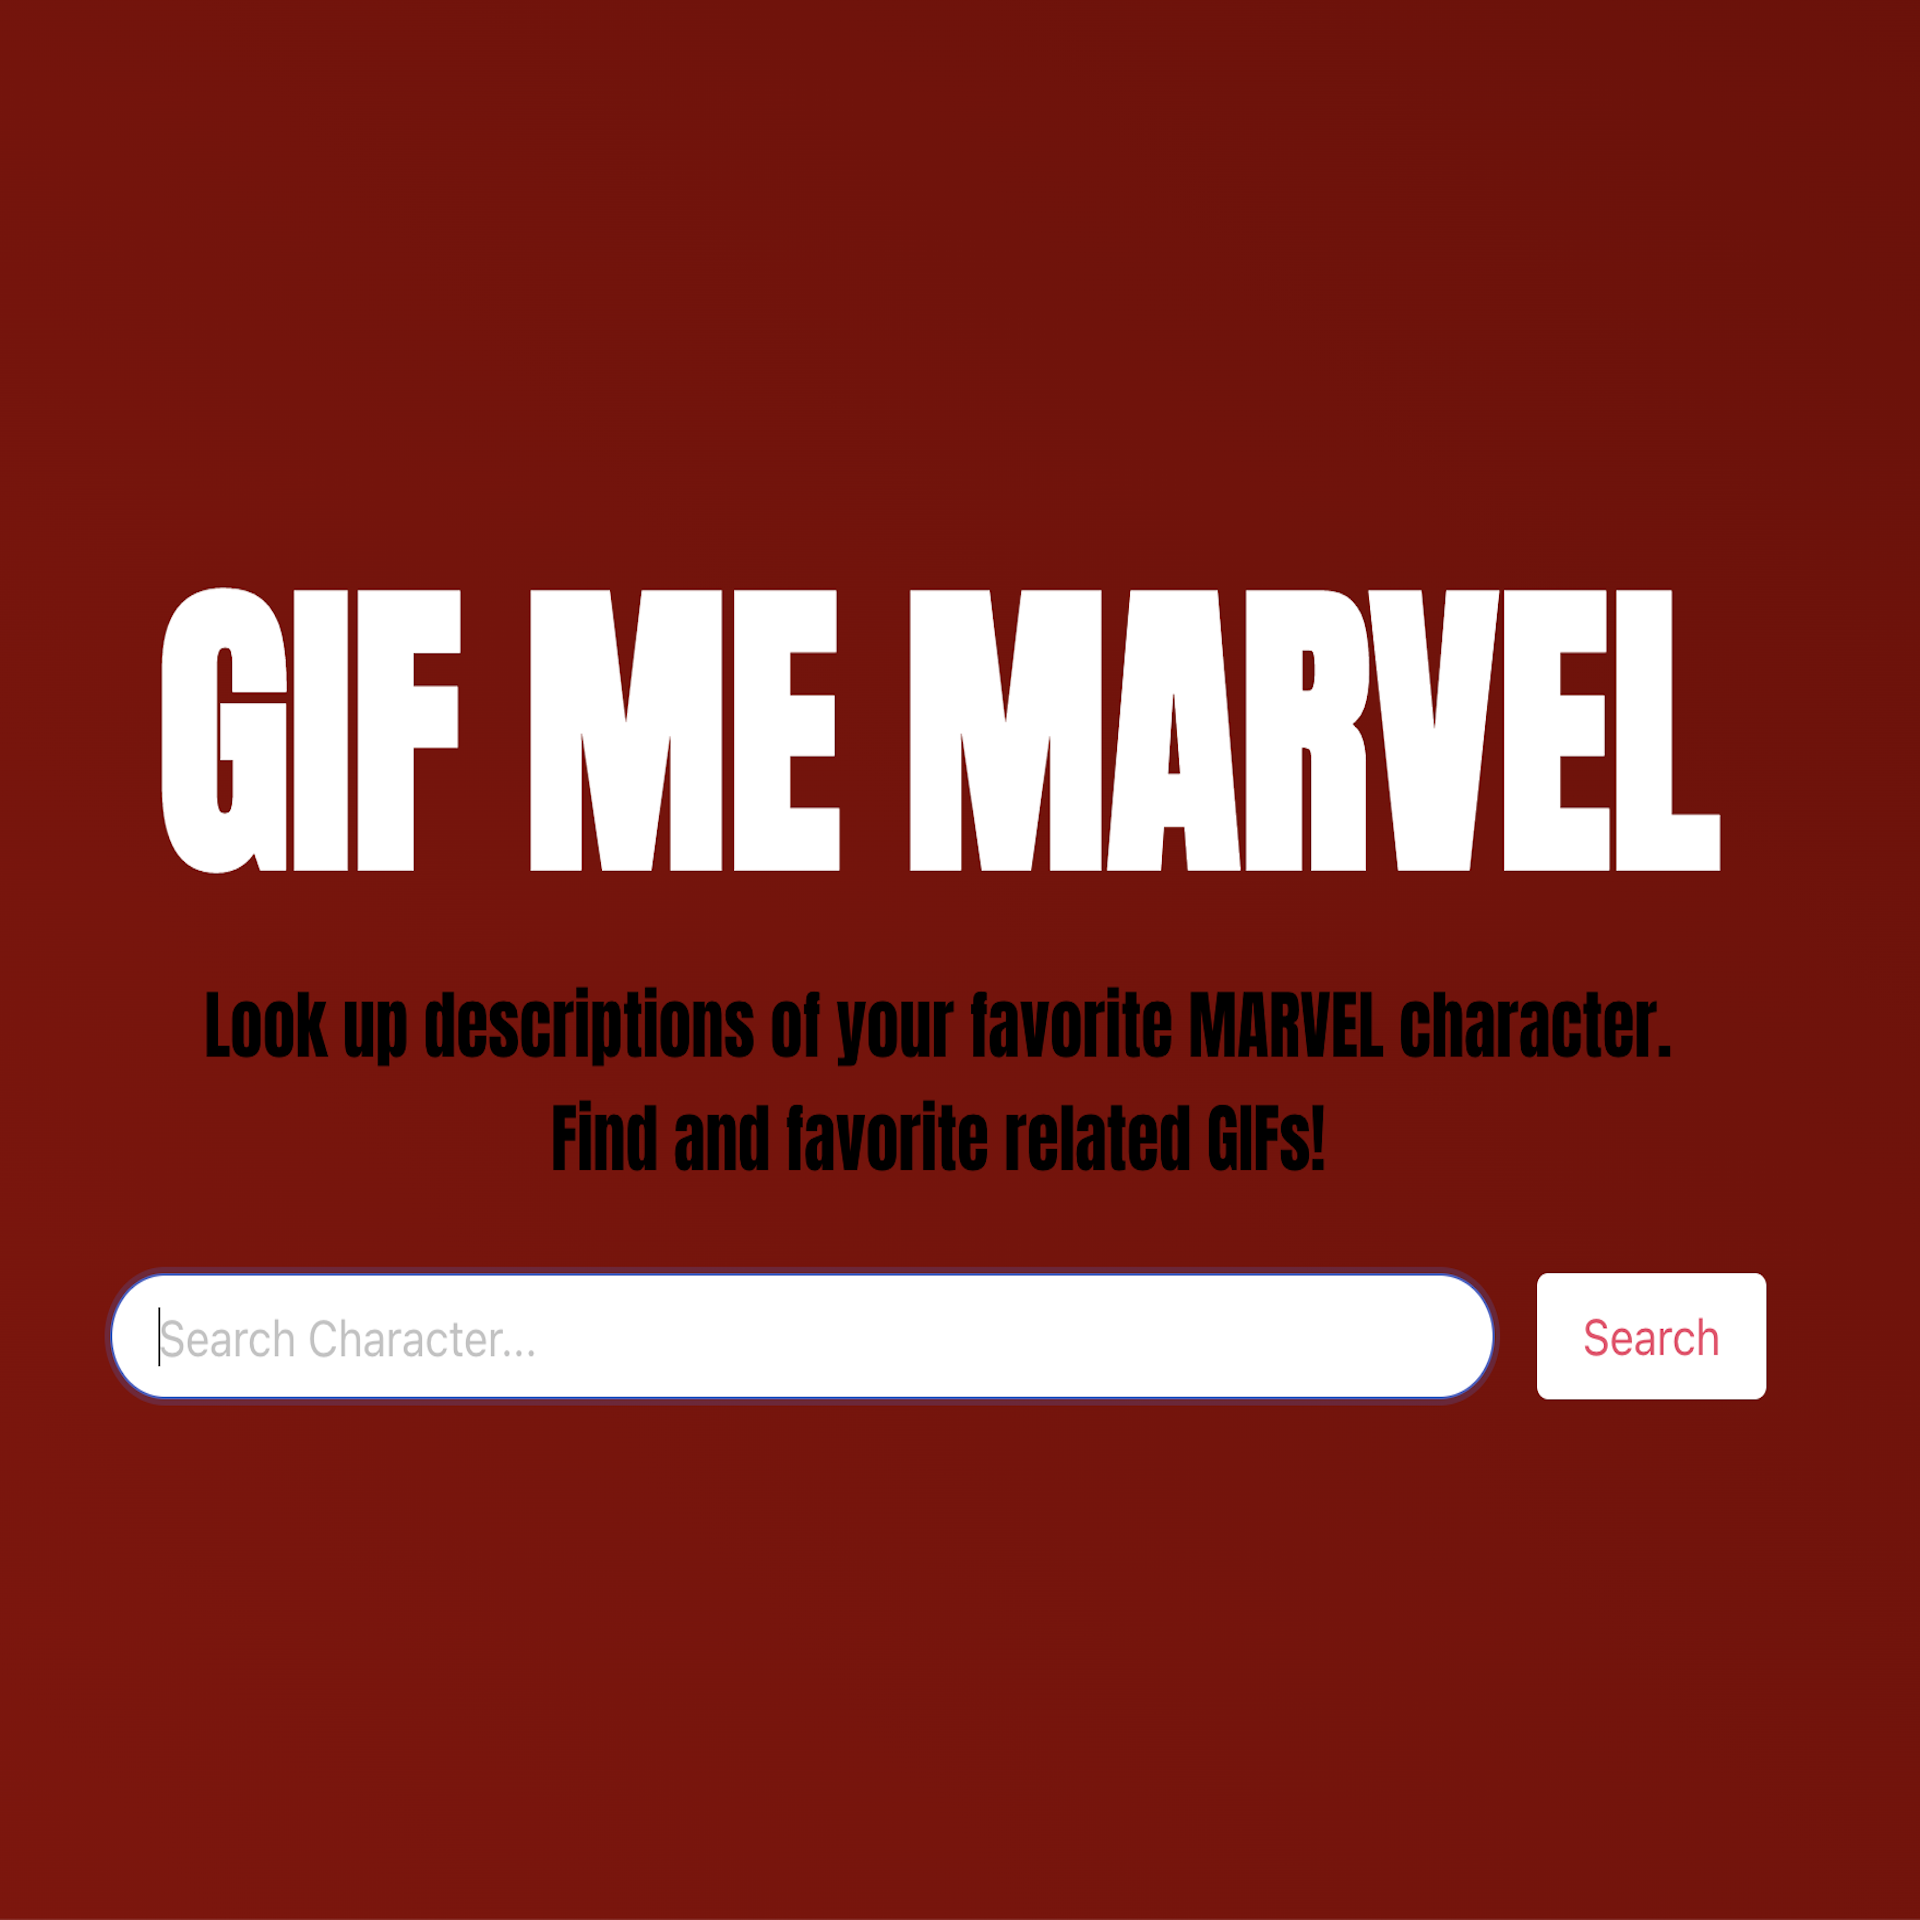 GIF ME MARVEL
Look up descriptions of your favorite MARVEL character.
Find and favorite related GIFs!
Search Character...
Search